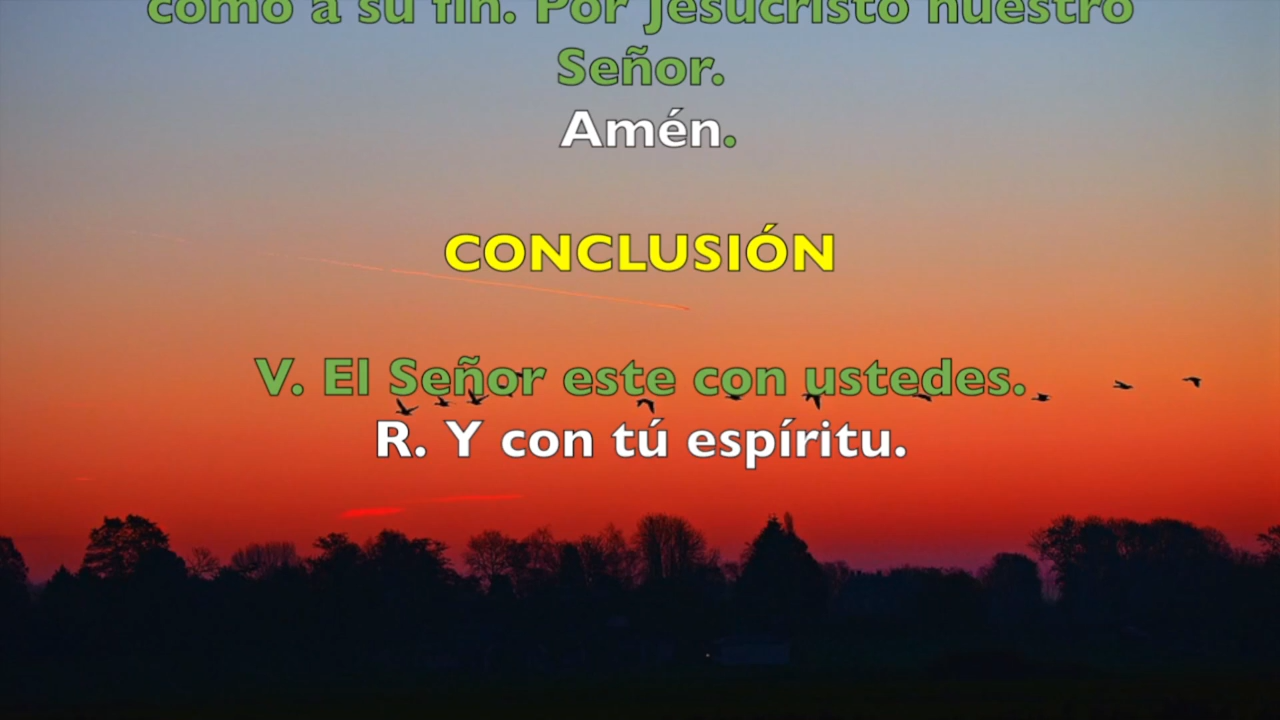 como a su fin. Por Jesucristo nuestro
Señor.
Amén.
CONCLUSIÓN
V. El Señor este con ustedes.
R. Y con tú espíritu.